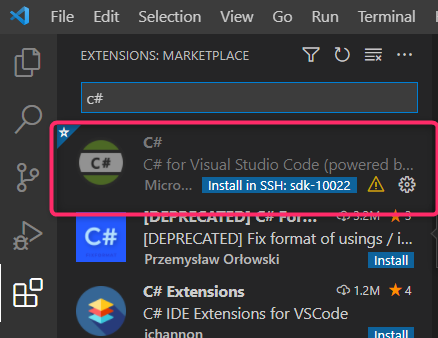 File Edit Selection View Go Run Terminal
EXTENSIONS: MARKETPLACE
c#
C#
C# for Visual Studio Code (powered b...
Micro... Install in SSH: sdk-10022
C#
[DEPRECATED] C# For... 3.2M 3
[DEPRECATED] Fix format of usings / i...
Przemysław Orłowski Install
C# Extensions 1.2M 4
C# IDE Extensions for VSCode
jchannon Install